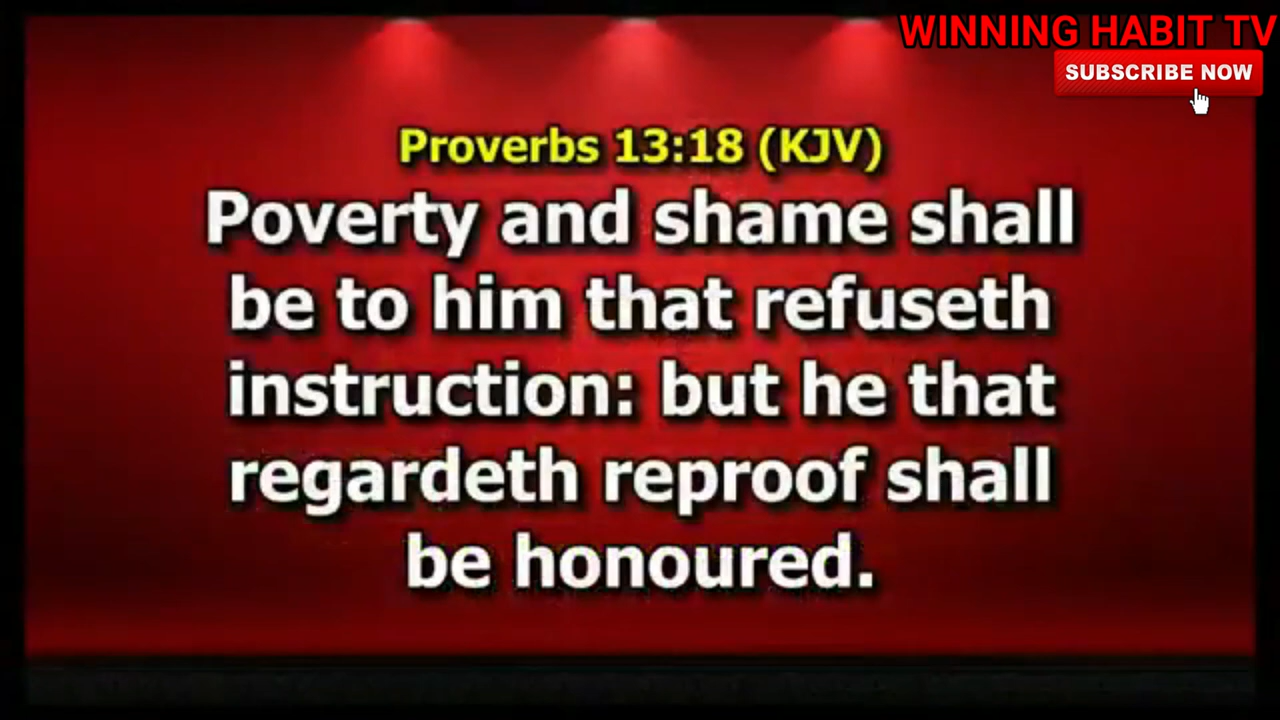 WINNING HABIT TV
SUBSCRIBE NOW
Proverbs 13:18 (KJV)
Poverty and shame shall
be to him that refuseth
instruction: but he that
regardeth reproof shall
be honoured.